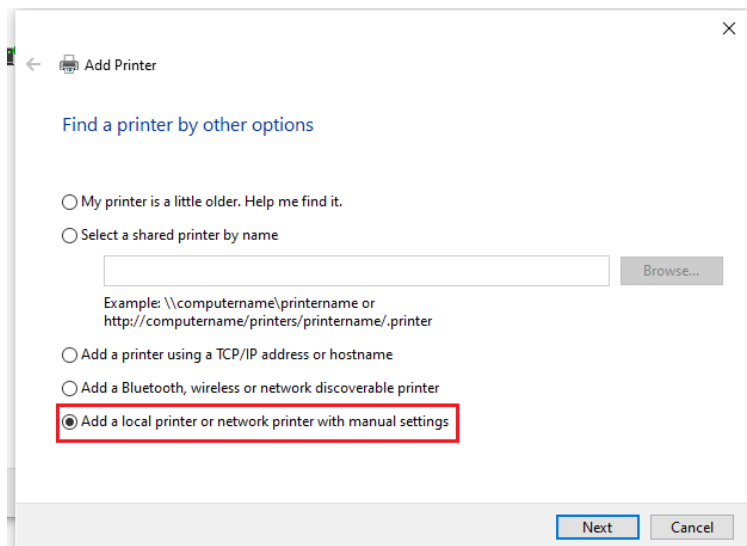 Add Printer
Find a printer by other options
My printer is a little older. Help me find it.
Select a shared printer by name
Browse...
Example: \\computername\printername or
http://computername/printers/printername/.printer
Add a printer using a TCP/IP address or hostname
Add a Bluetooth, wireless or network discoverable printer
Add a local printer or network printer with manual settings
Next
Cancel